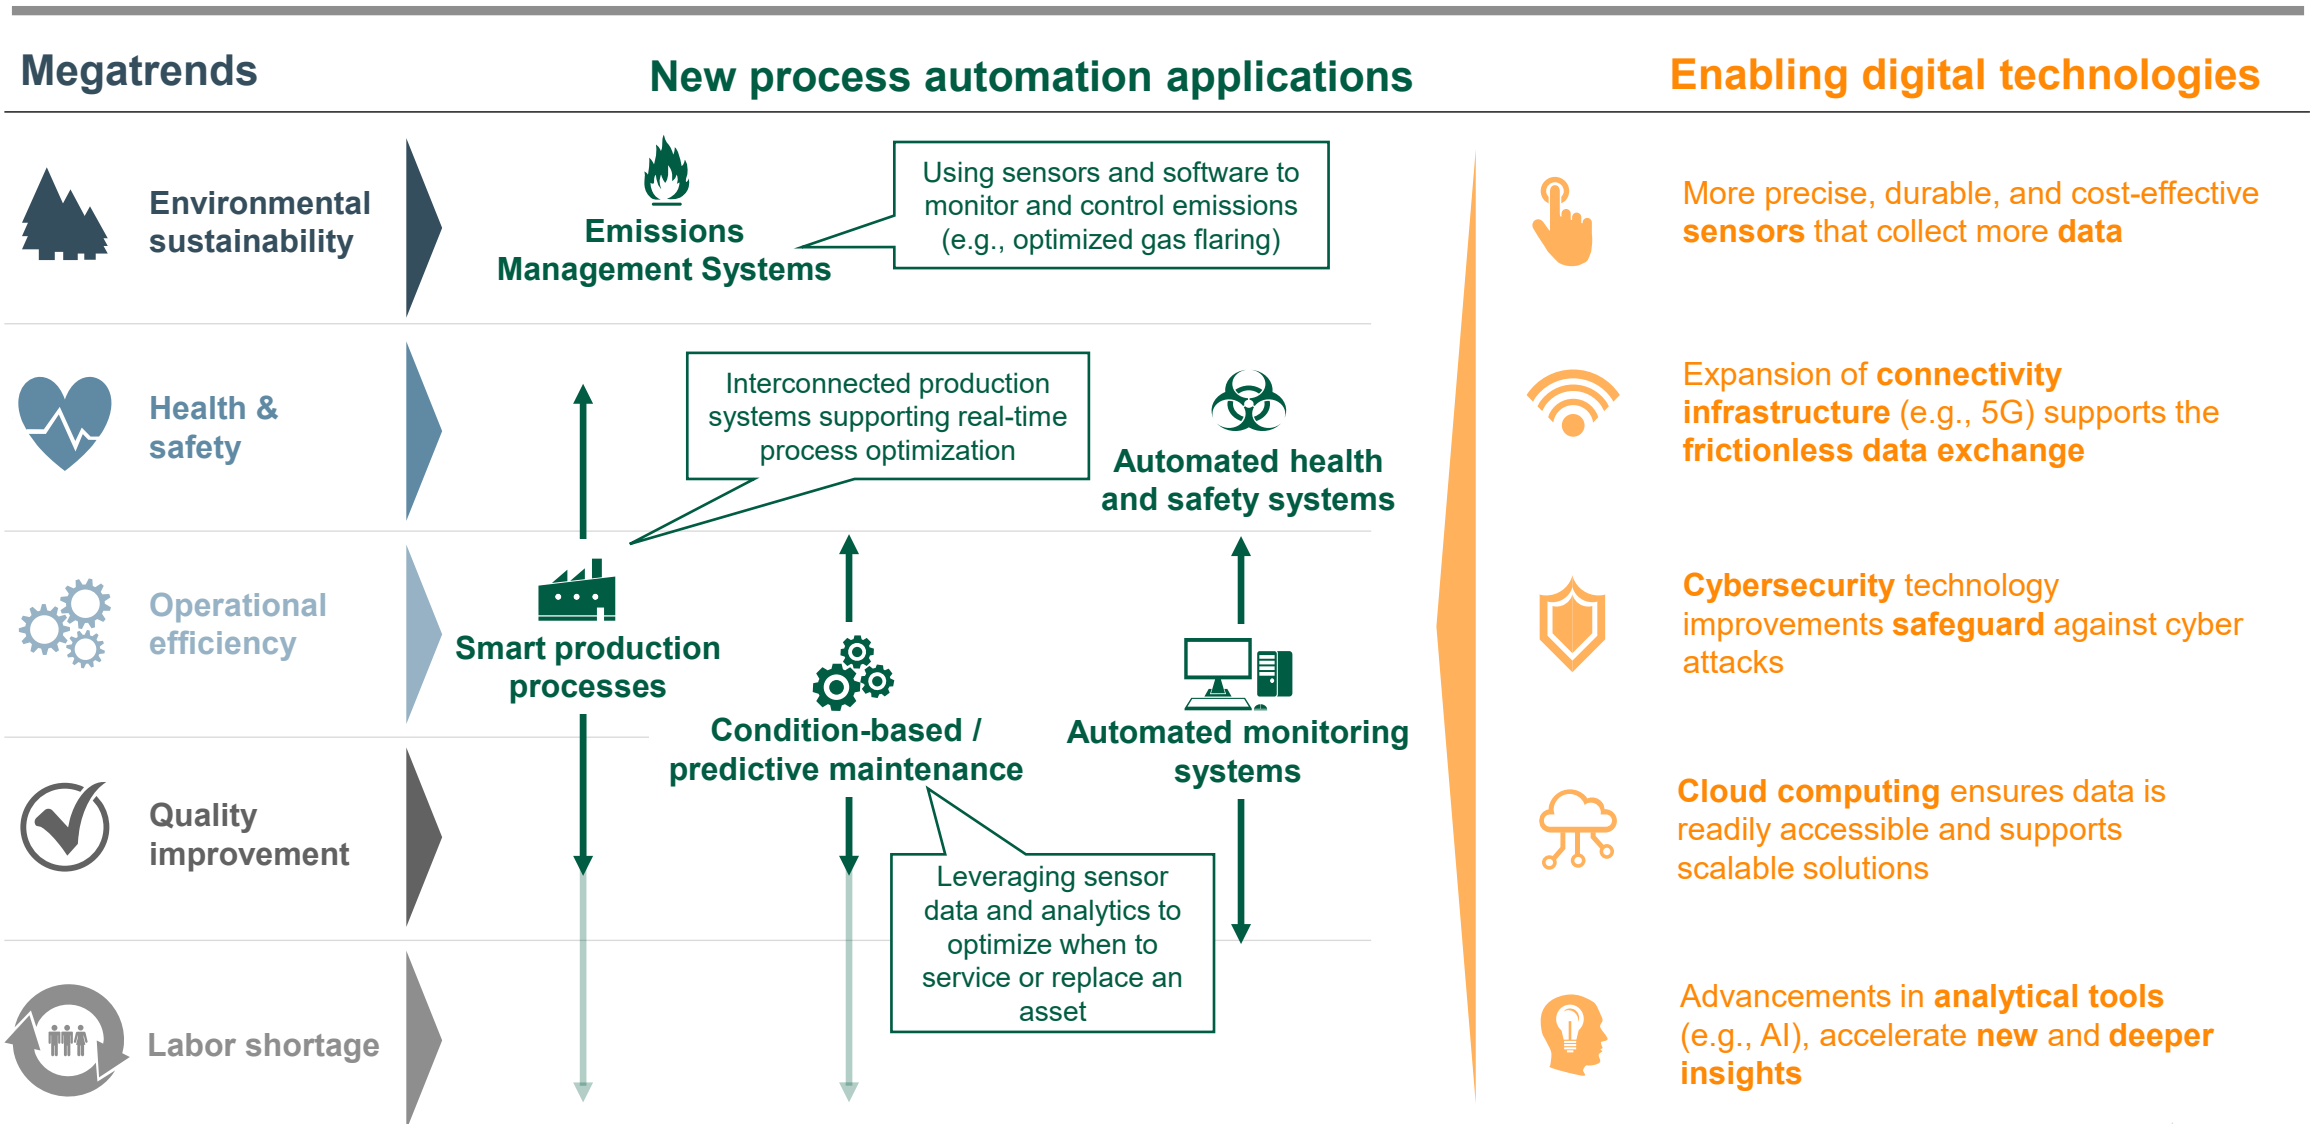 Megatrends
New process automation applications
Enabling digital technologies
Environmental
sustainability
Emissions
Management Systems
Using sensors and software to
monitor and control emissions
(e.g., optimized gas flaring)
More precise, durable, and cost-effective
sensors that collect more data
Health &
safety
Interconnected production
systems supporting real-time
process optimization
Automated health
and safety systems
Expansion of connectivity
infrastructure (e.g., 5G) supports the
frictionless data exchange
Operational
efficiency
Smart production
processes
Condition-based /
predictive maintenance
Automated monitoring
systems
Cybersecurity technology
improvements safeguard against cyber
attacks
Quality
improvement
Leveraging sensor
data and analytics to
optimize when to
service or replace an
asset
Cloud computing ensures data is
readily accessible and supports
scalable solutions
Labor shortage
Advancements in analytical tools
(e.g., AI), accelerate new and deeper
insights